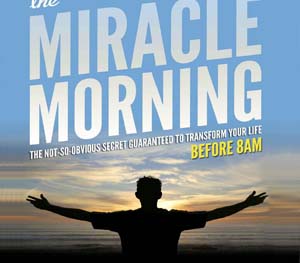 the
MIRACLE
MORNING
THE NOT-SO-OBVIOUS SECRET GUARANTEED TO TRANSFORM YOUR LIFE
BEFORE 8AM